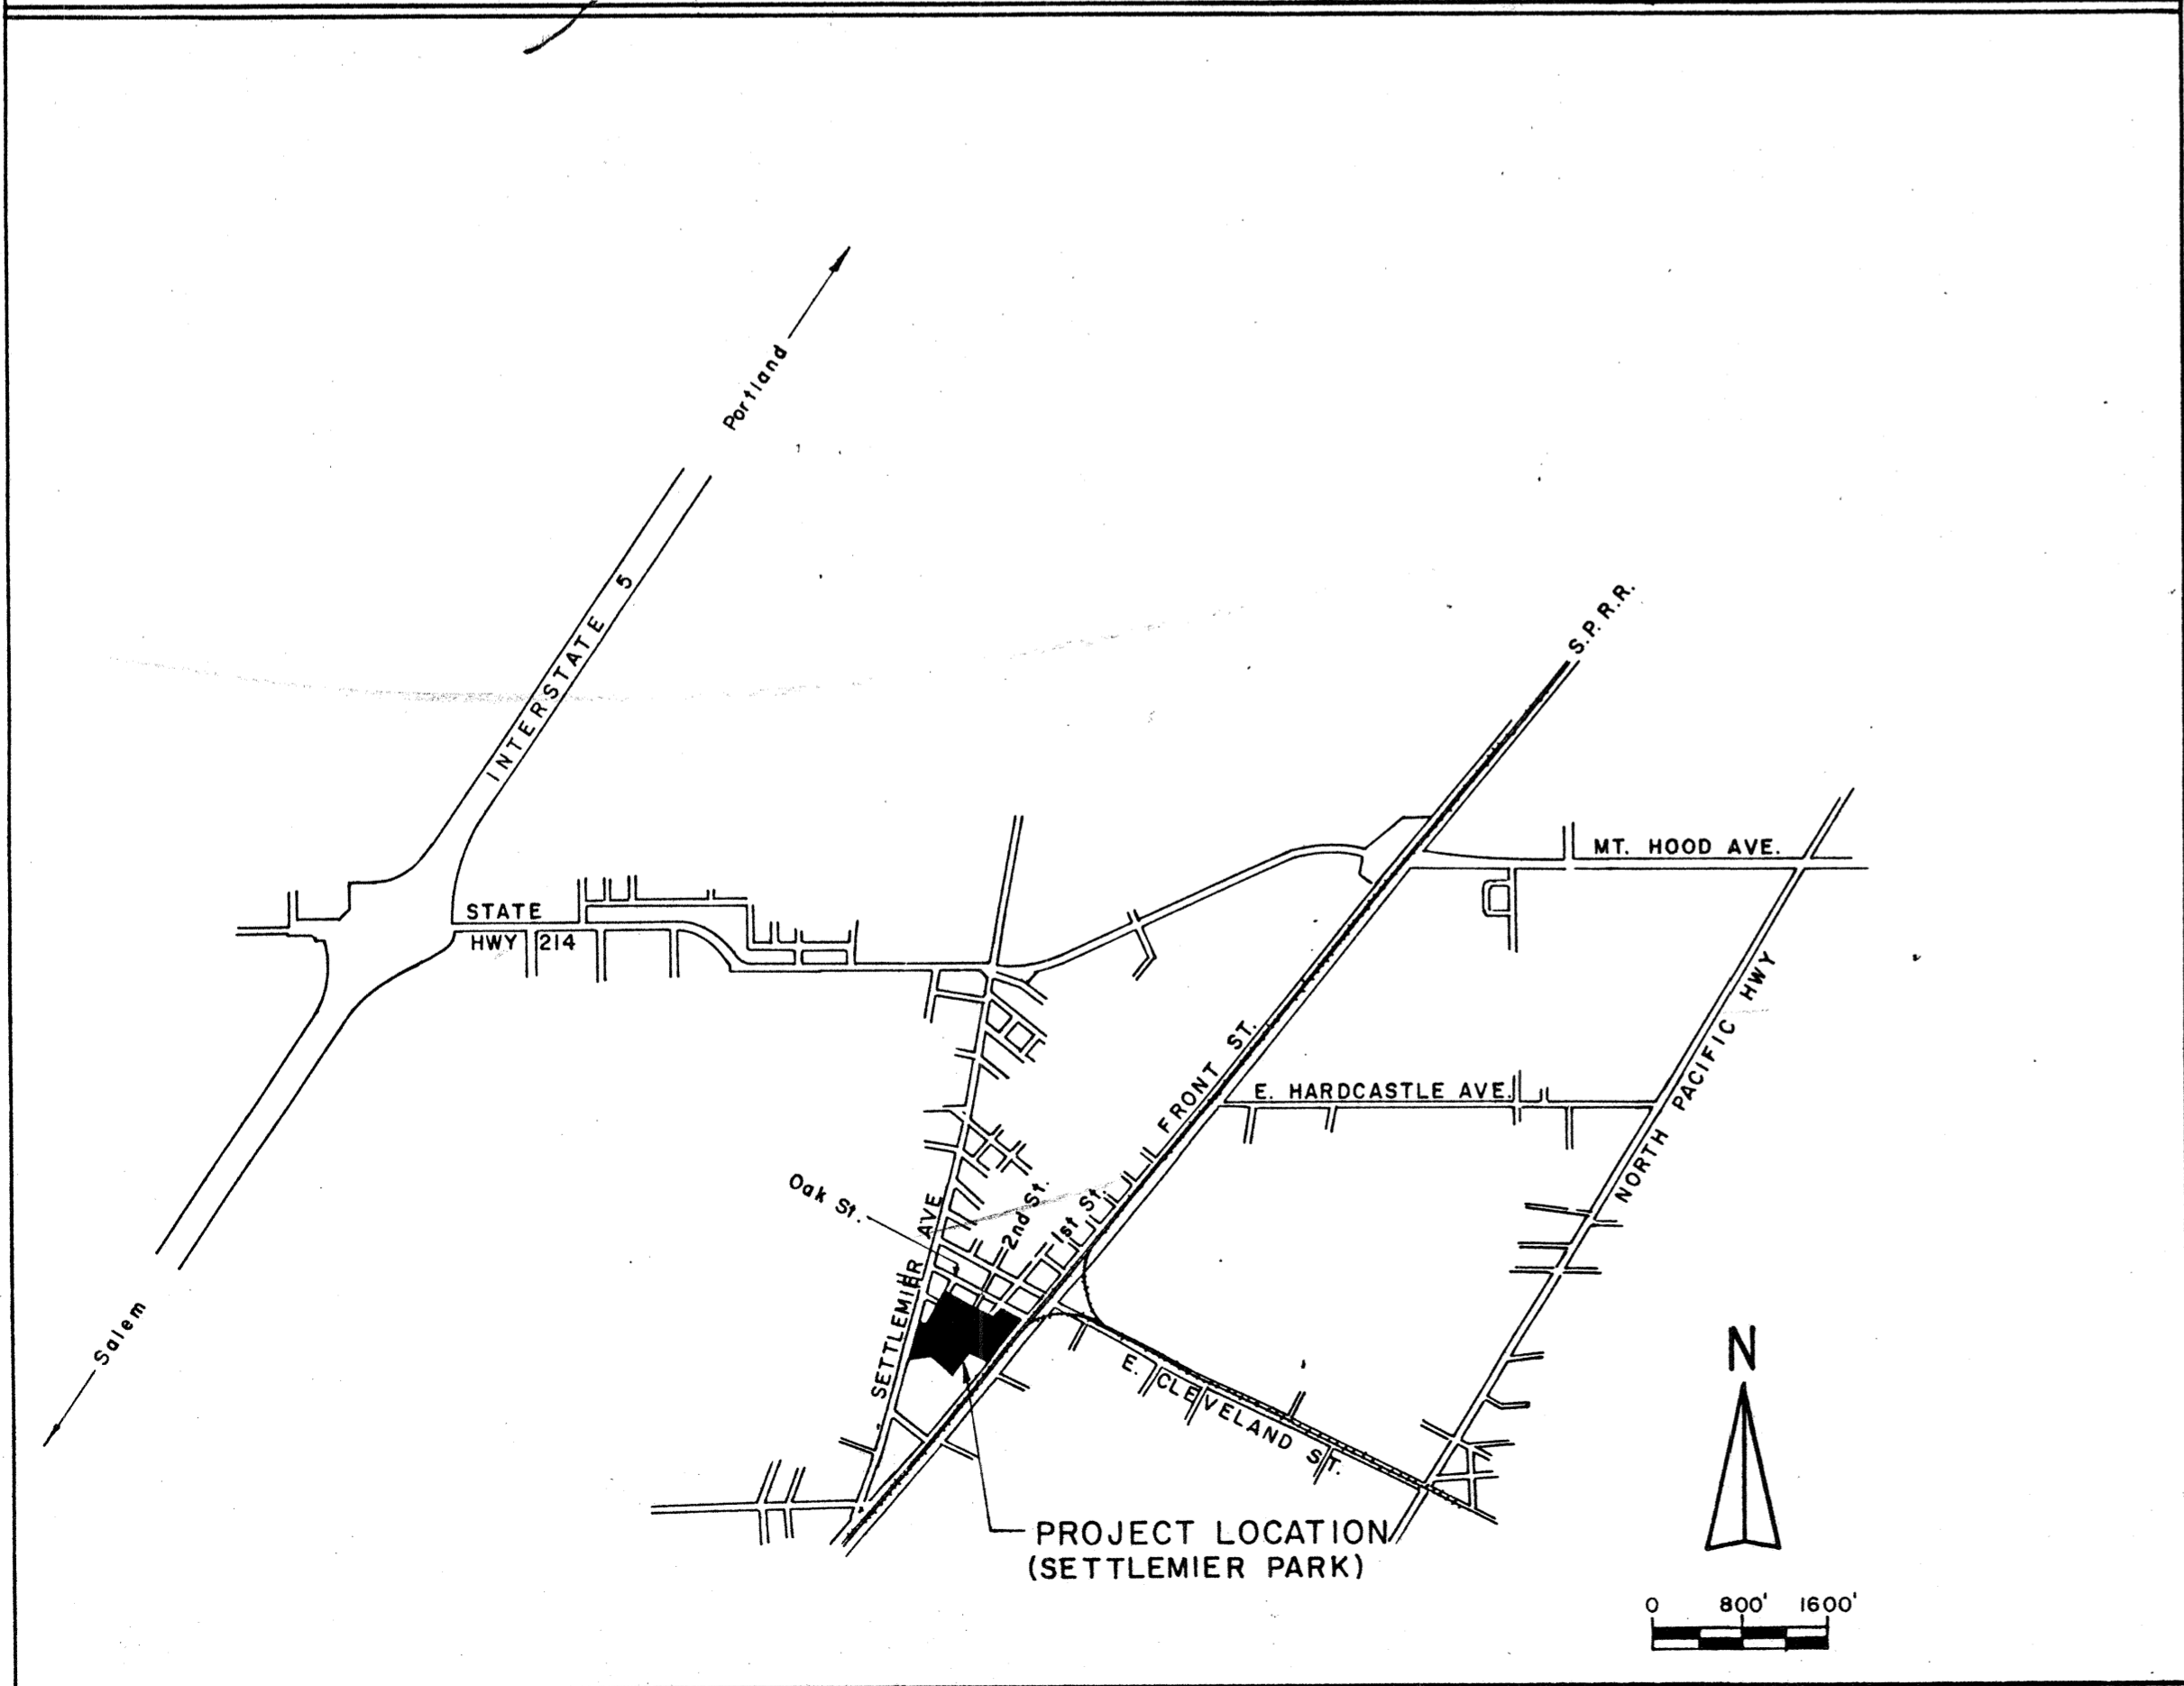 Portland
INTERSTATE 5
S.P.R.R.
MT. HOOD AVE.
STATE
HWY 214
NORTH PACIFIC HWY
FRONT ST.
E. HARDCASTLE AVE.
Oak St.
2nd St.
1st St.
SETTLEMIER AVE
Salem
E. CLEVELAND ST.
N
PROJECT LOCATION
(SETTLEMIER PARK)
0 800' 1600'